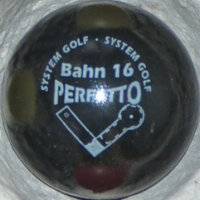 SYSTEM GOLF · SYSTEM GOLF
Bahn 16
PERFETTO